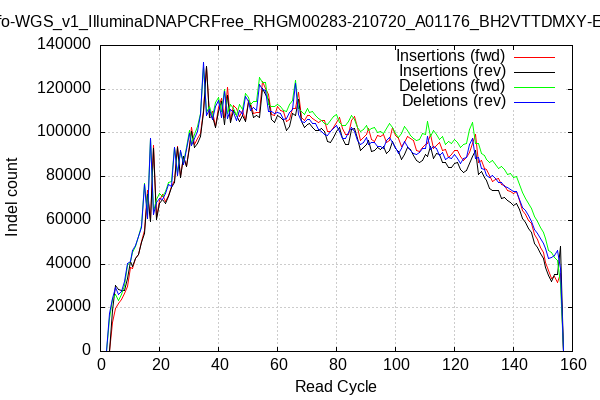 fo-WGS_v1_IlluminaDNAPCRFree_RHGM00283-210720_A01176_BH2VTTDMXY-E
Insertions (fwd)
Insertions (rev)
Deletions (fwd)
Deletions (rev)
Indel count
140000
120000
100000
80000
60000
40000
20000
0
0 20 40 60 80 100 120 140 160
Read Cycle